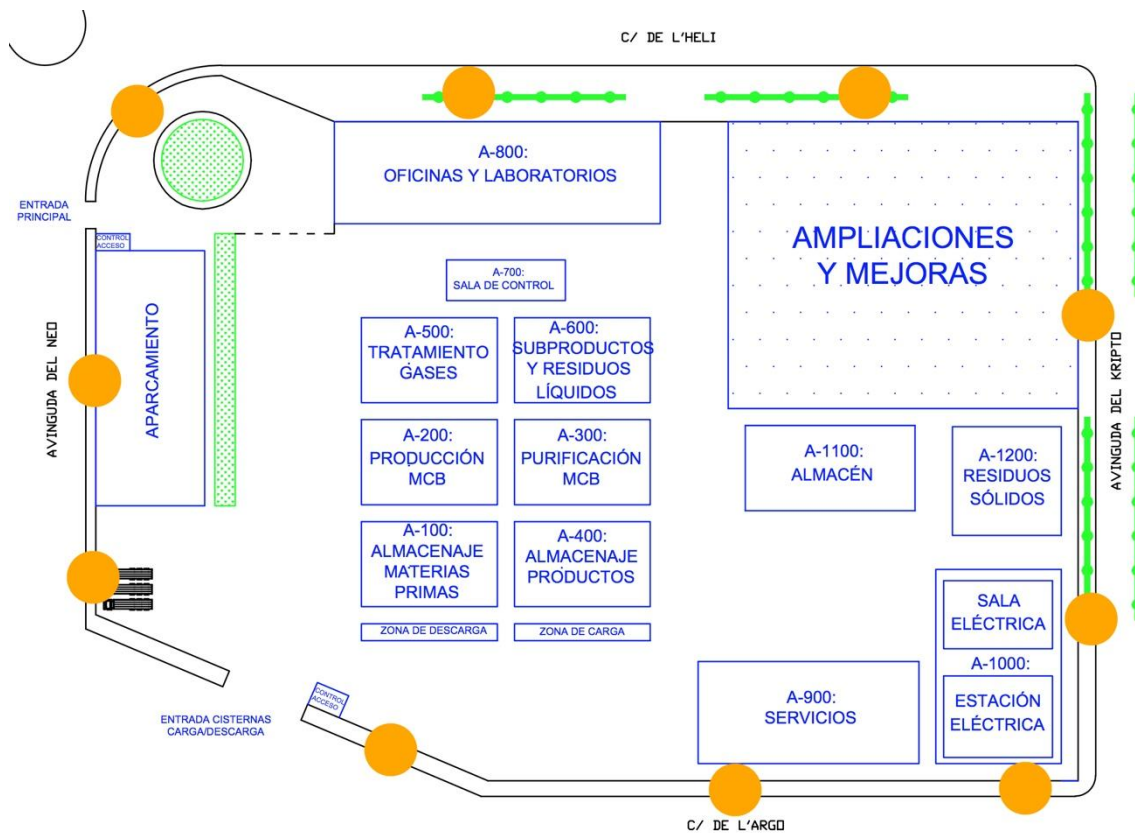 C/ DE L'HELI
A-800:
OFICINAS Y LABORATORIOS
ENTRADA
PRINCIPAL
CONTROL
ACCESO
AMPLIACIONES
Y MEJORAS
A-700:
SALA DE CONTROL
AVINGUDA DEL NEO
APARCAMIENTO
A-500:
TRATAMIENTO
GASES
A-600:
SUBPRODUCTOS
Y RESIDUOS
LÍQUIDOS
AVINGUDA DEL KRIPTO
A-200:
PRODUCCIÓN
MCB
A-300:
PURIFICACIÓN
MCB
A-1100:
ALMACÉN
A-1200:
RESIDUOS
SÓLIDOS
A-100:
ALMACENAJE
MATERIAS
PRIMAS
A-400:
ALMACENAJE
PRODUCTOS
ZONA DE DESCARGA
ZONA DE CARGA
SALA
ELÉCTRICA
A-1000:
ESTACIÓN
ELÉCTRICA
A-900:
SERVICIOS
CONTROL
ACCESO
ENTRADA CISTERNAS
CARGA/DESCARGA
C/ DE L'ARGO